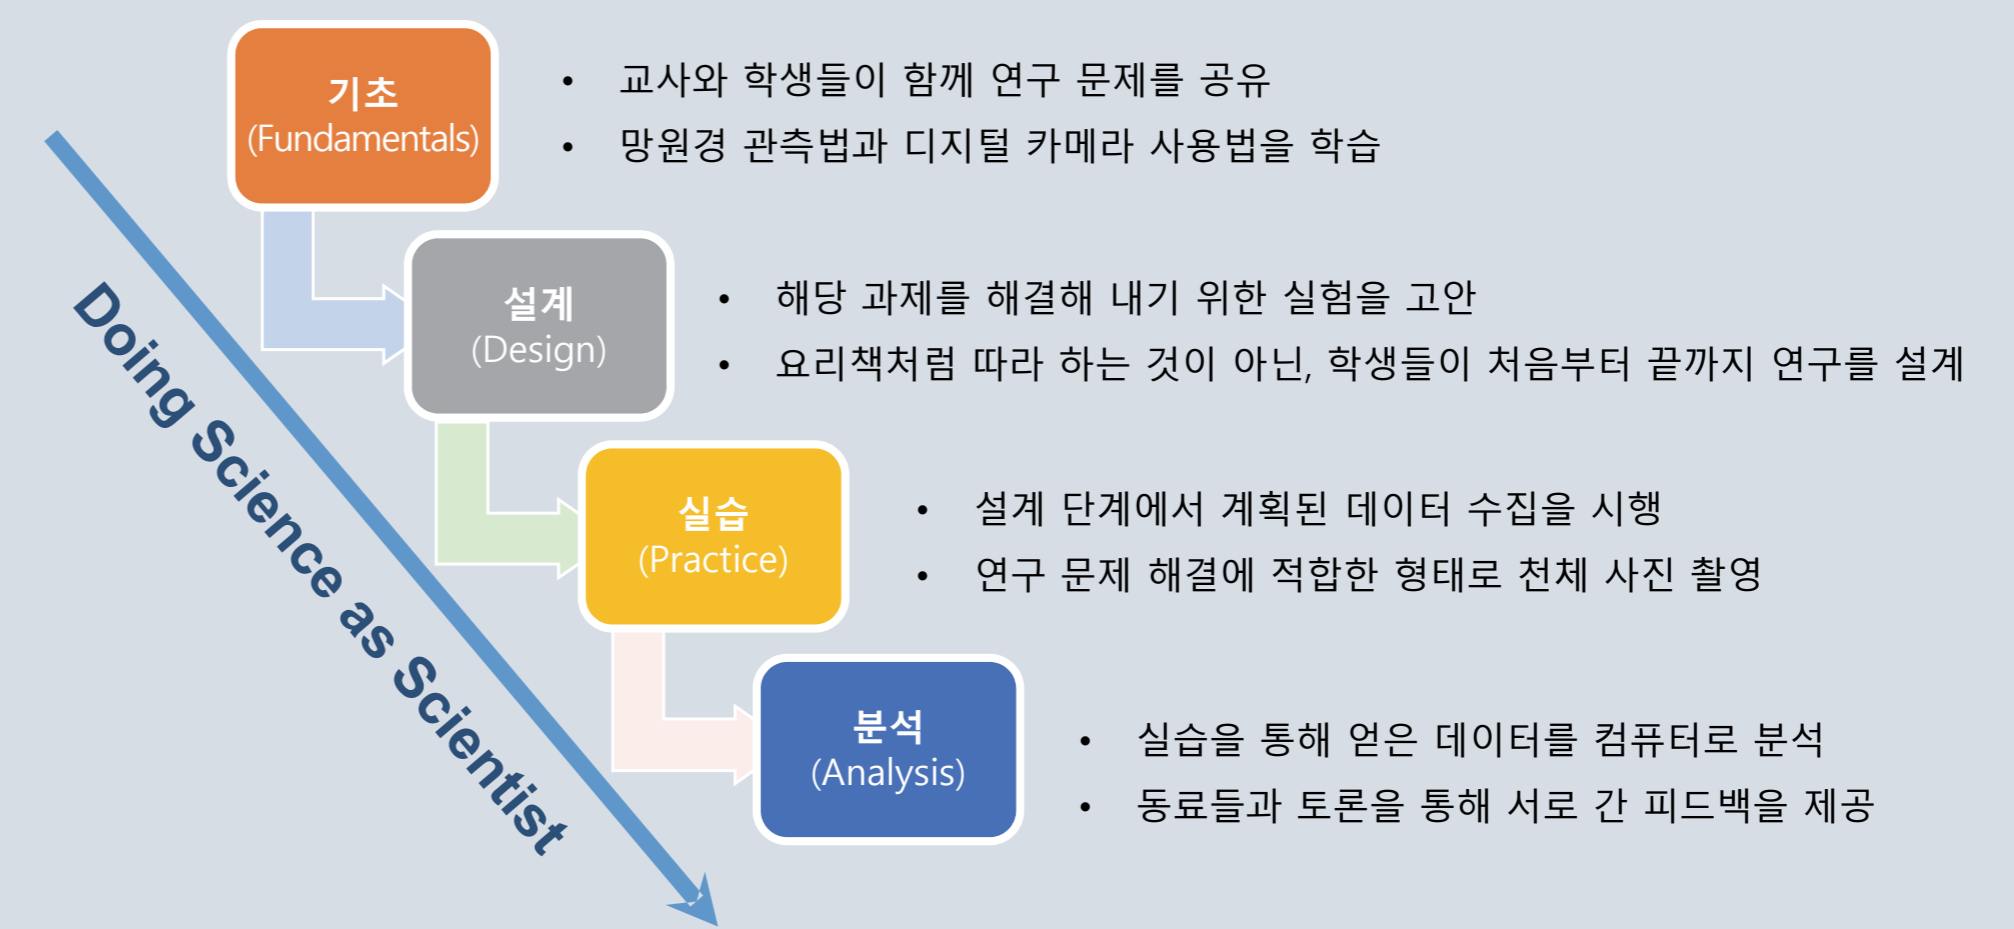 기초
(Fundamentals)
• 교사와 학생들이 함께 연구 문제를 공유
• 망원경 관측법과 디지털 카메라 사용법을 학습
설계
(Design)
• 해당 과제를 해결해 내기 위한 실험을 고안
• 요리책처럼 따라 하는 것이 아닌, 학생들이 처음부터 끝까지 연구를 설계
실습
(Practice)
• 설계 단계에서 계획된 데이터 수집을 시행
• 연구 문제 해결에 적합한 형태로 천체 사진 촬영
분석
(Analysis)
• 실습을 통해 얻은 데이터를 컴퓨터로 분석
• 동료들과 토론을 통해 서로 간 피드백을 제공
Doing Science as Scientist